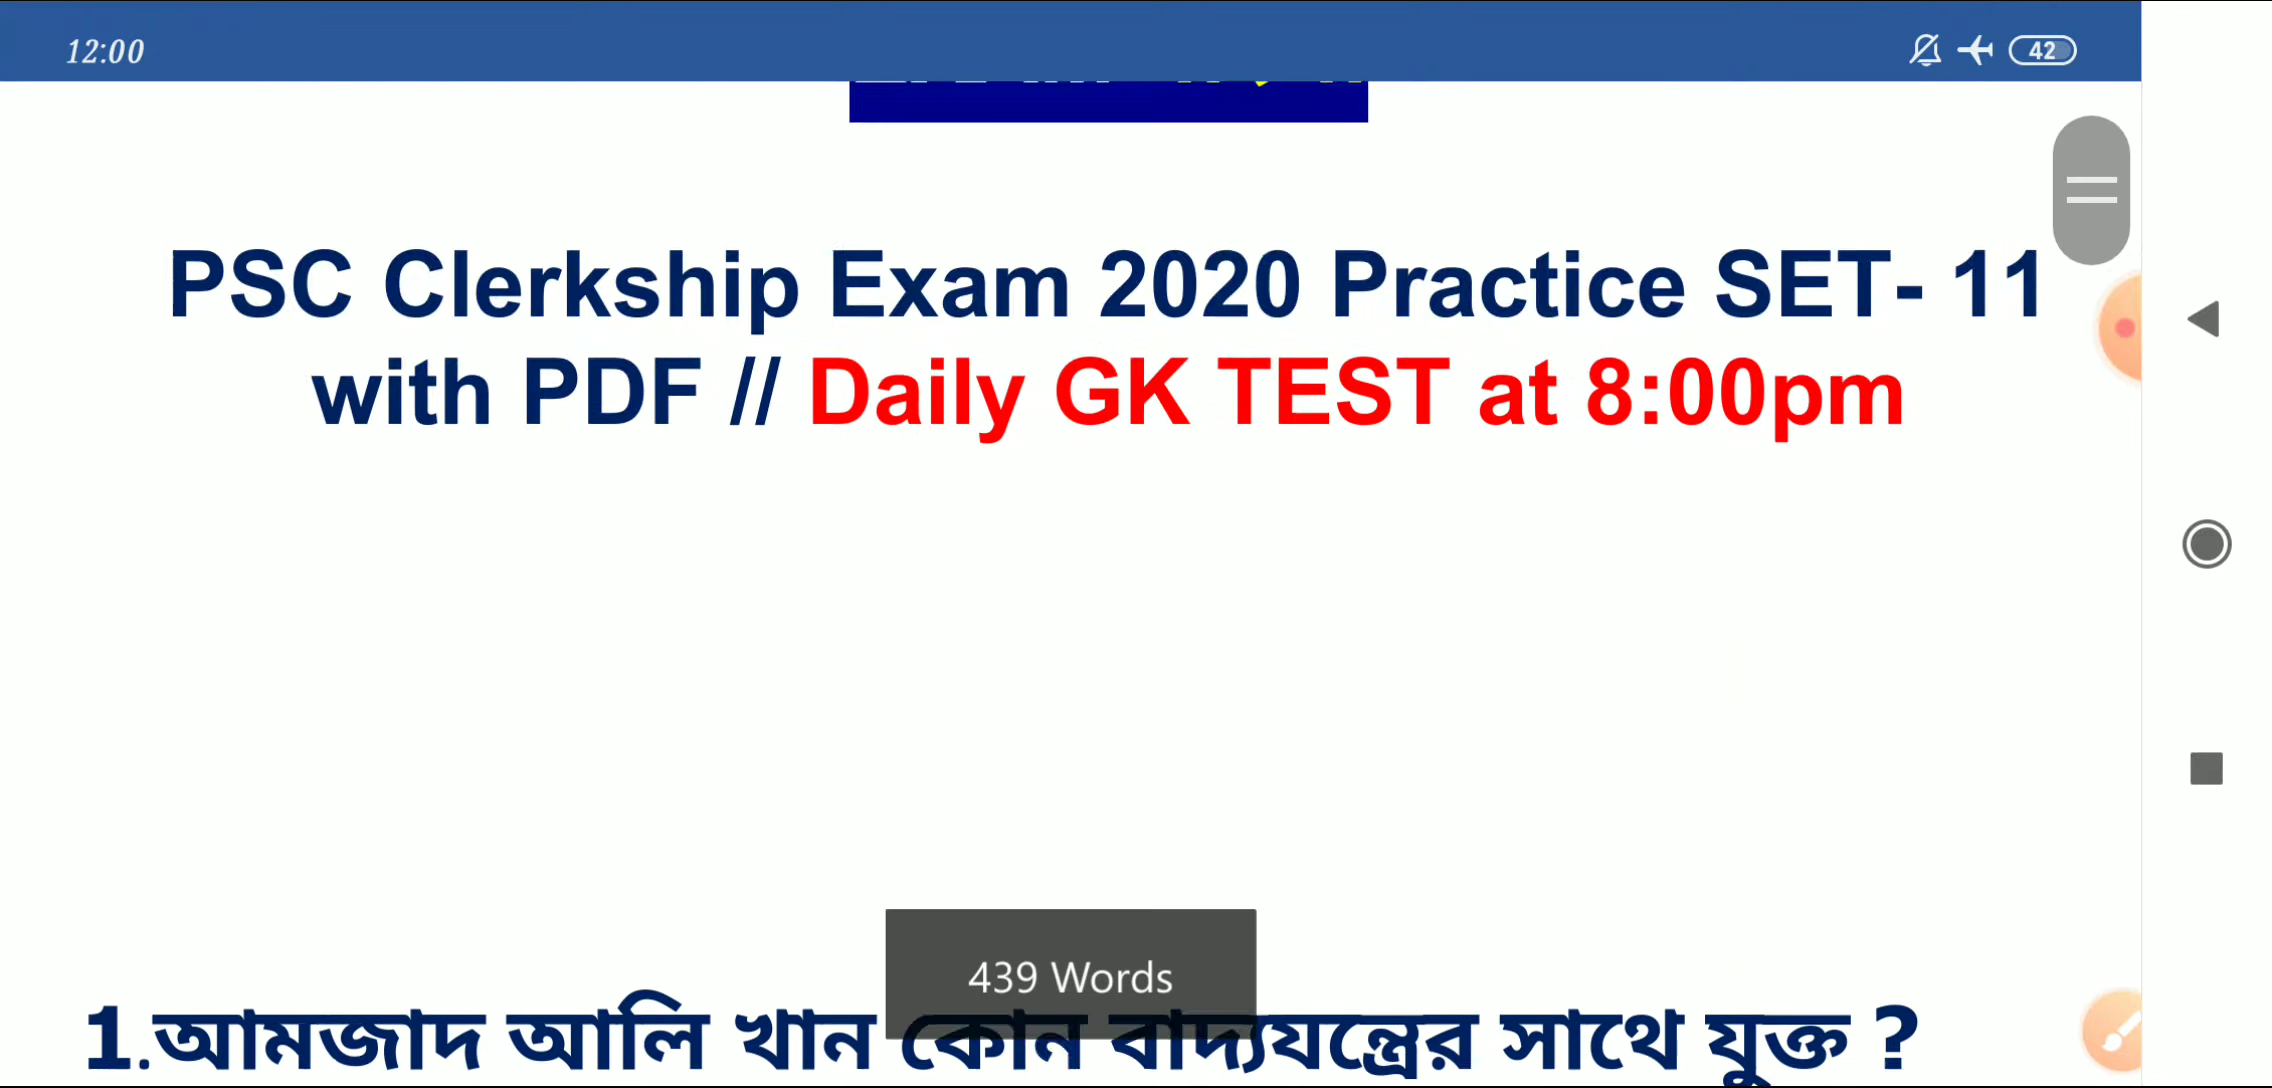 12:00
42
PSC Clerkship Exam 2020 Practice SET- 11
with PDF // Daily GK TEST at 8:00pm
439 Words
1.আমজাদ আলি খান কোন বাদ্যযন্ত্রের সাথে যুক্ত ?